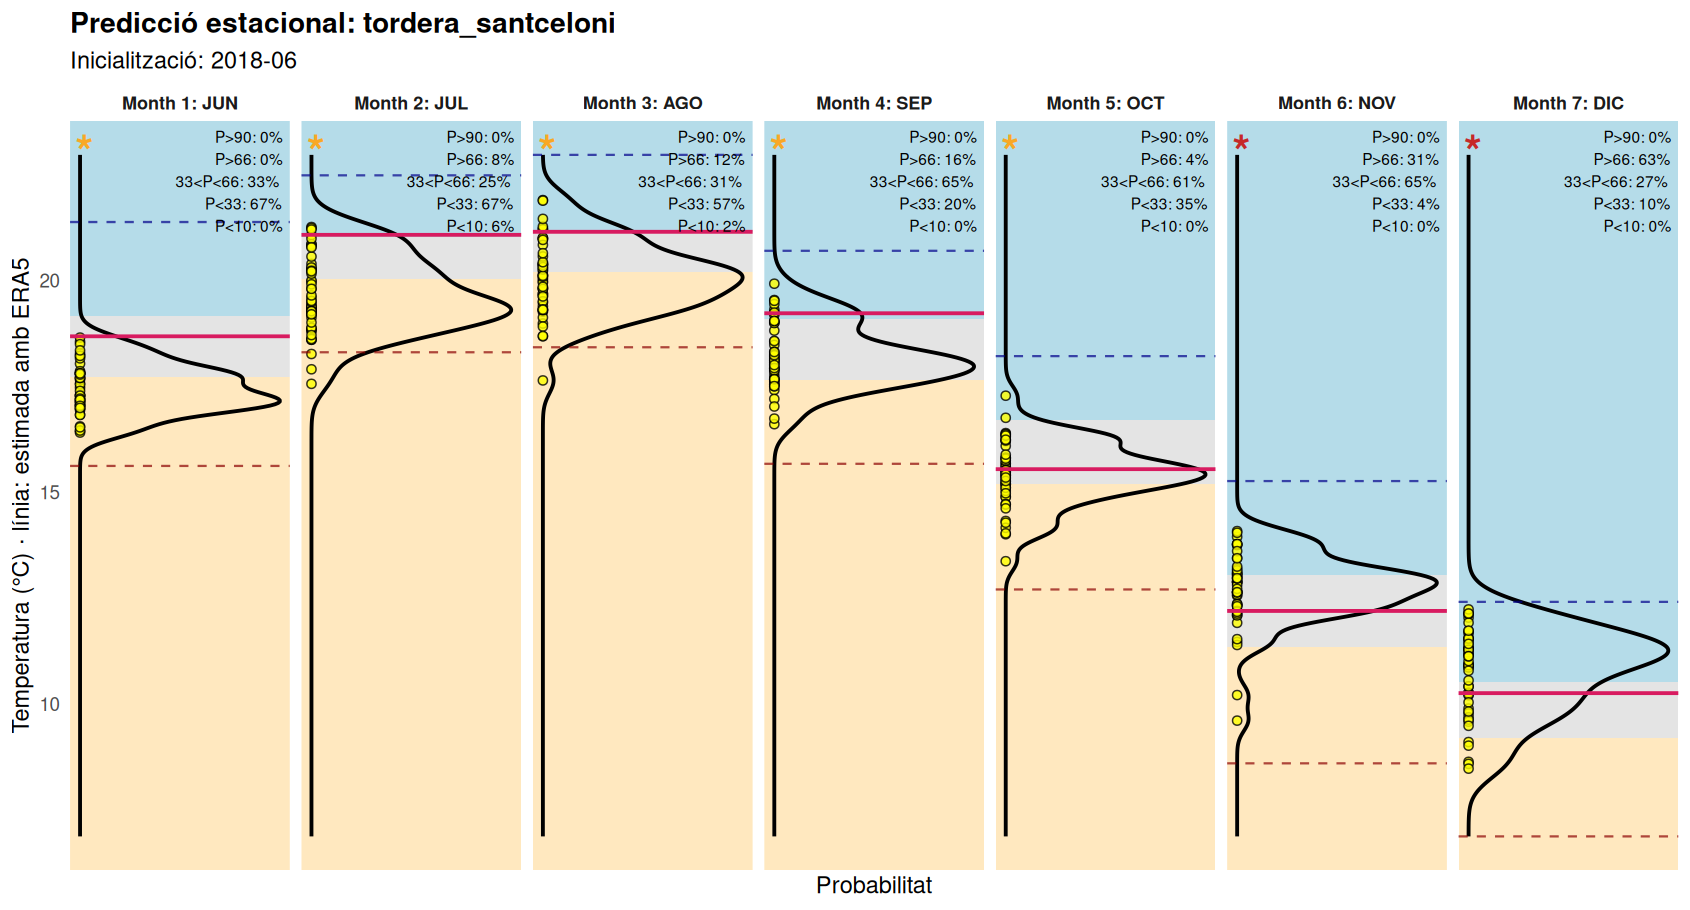 Predicció estacional: tordera_santceloni
Inicialització: 2018-06
Month 1: JUN
Month 2: JUL
Month 3: AGO
Month 4: SEP
Month 5: OCT
Month 6: NOV
Month 7: DIC
*
P>90: 0%
P>66: 0%
33<P<66: 33%
P<33: 67%
P<10: 0%
*
P>90: 0%
P>66: 8%
33<P<66: 25%
P<33: 67%
P<10: 6%
*
P>90: 0%
P>66: 12%
33<P<66: 31%
P<33: 57%
P<10: 2%
*
P>90: 0%
P>66: 16%
33<P<66: 65%
P<33: 20%
P<10: 0%
*
P>90: 0%
P>66: 4%
33<P<66: 61%
P<33: 35%
P<10: 0%
*
P>90: 0%
P>66: 31%
33<P<66: 65%
P<33: 4%
P<10: 0%
*
P>90: 0%
P>66: 63%
33<P<66: 27%
P<33: 10%
P<10: 0%
20
15
10
Temperatura (°C) · línia: estimada amb ERA5
Probabilitat